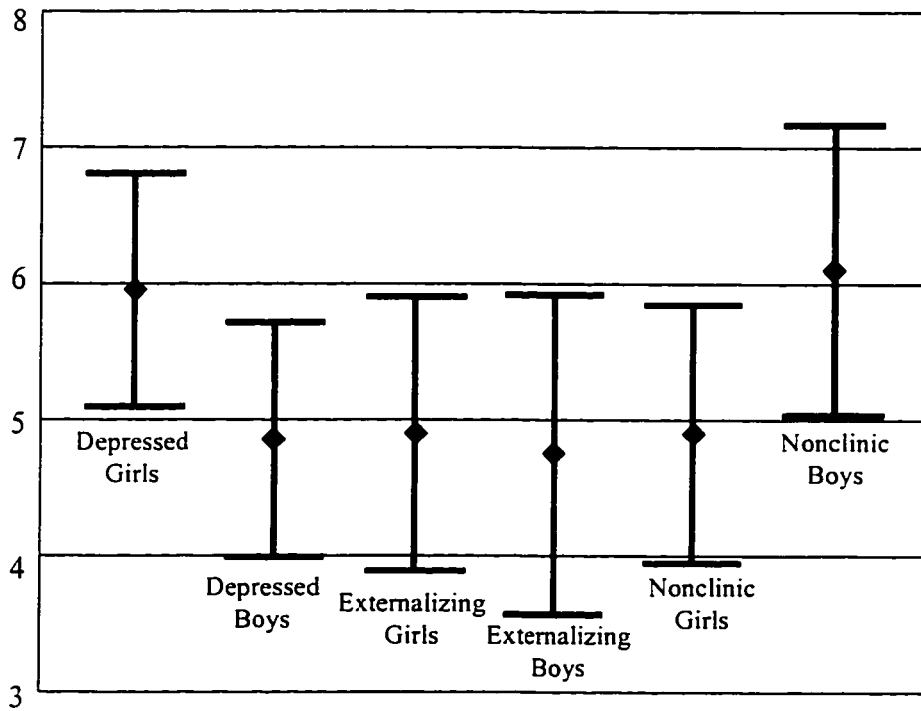 8
7
6
5
4
3
Depressed
Girls
Depressed
Boys
Externalizing
Girls
Externalizing
Boys
Nonclinic
Girls
Nonclinic
Boys